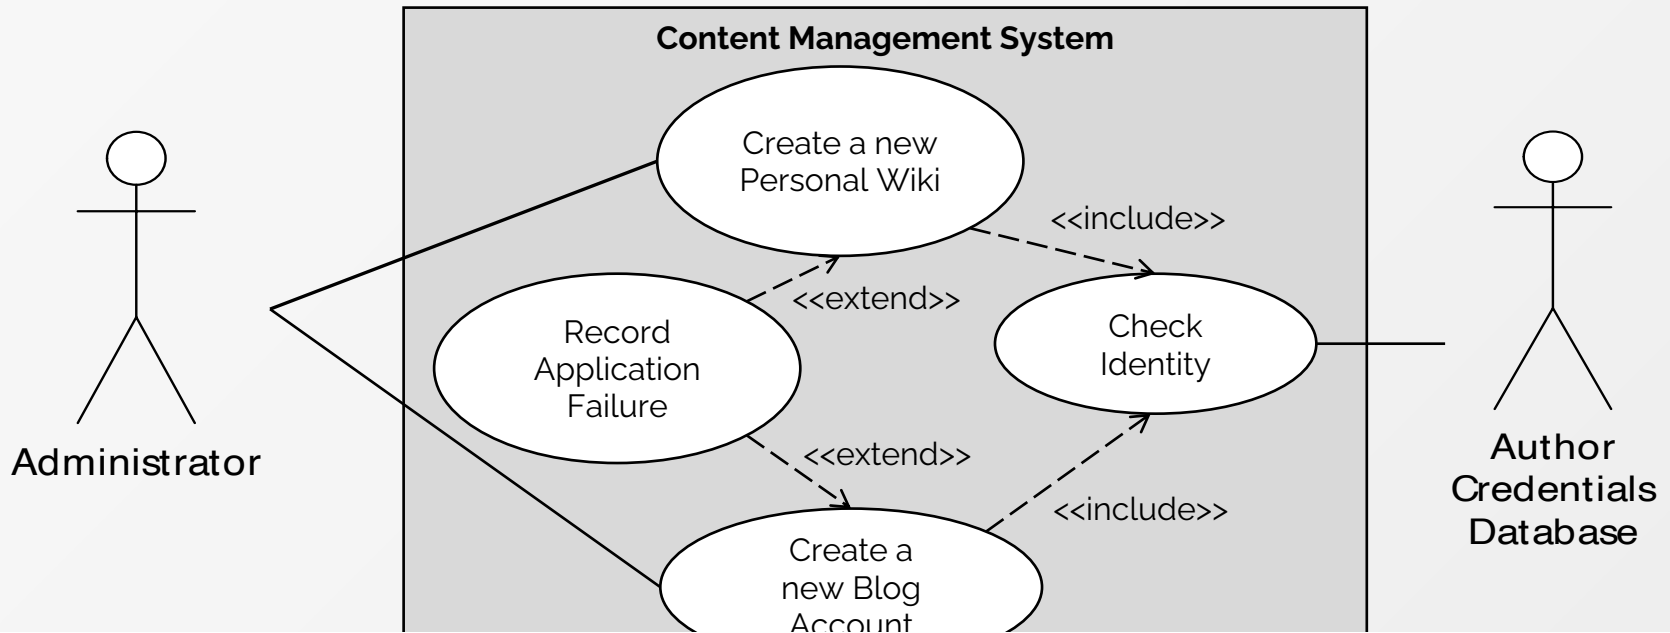 Content Management System
Create a new
Personal Wiki
<<include>>
<<extend>>
Record
Application
Failure
Check
Identity
Administrator
<<extend>>
<<include>>
Author
Credentials
Database
Create a
new Blog
Account